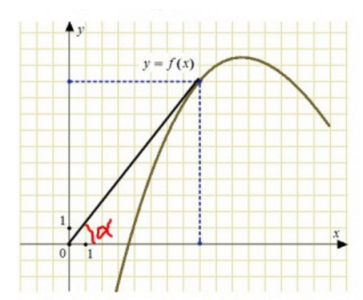 y
y = f(x)
1
α
x
0 1